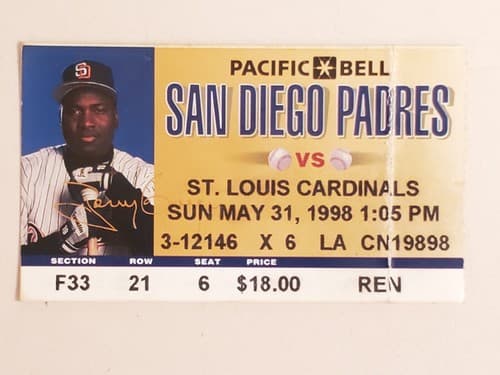 PACIFIC BELL
SAN DIEGO PADRES
VS
ST. LOUIS CARDINALS
SUN MAY 31, 1998 1:05 PM
3-12146 X 6 LA CN19898
SECTION ROW SEAT PRICE
F33 21 6 $18.00 REN
SD